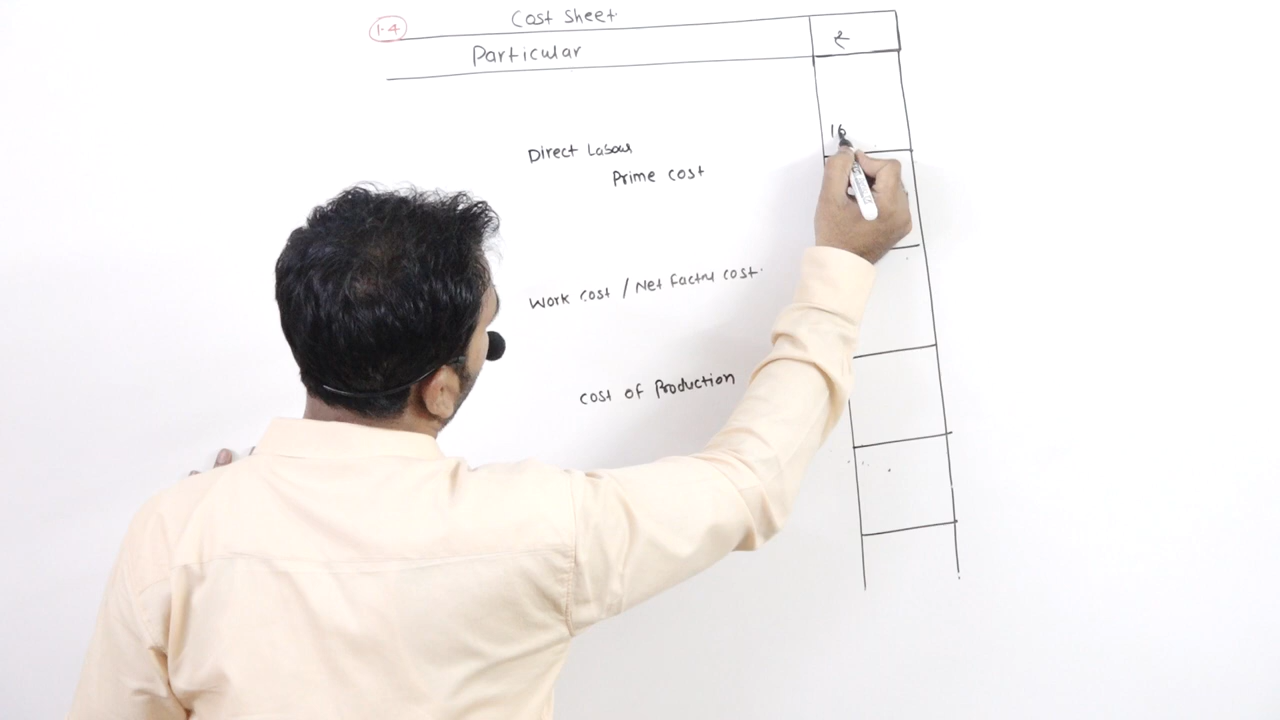 1.4
Cost Sheet
Particular ₹
Direct Labour 16
Prime cost
Work cost / Net Factry cost.
cost of Production